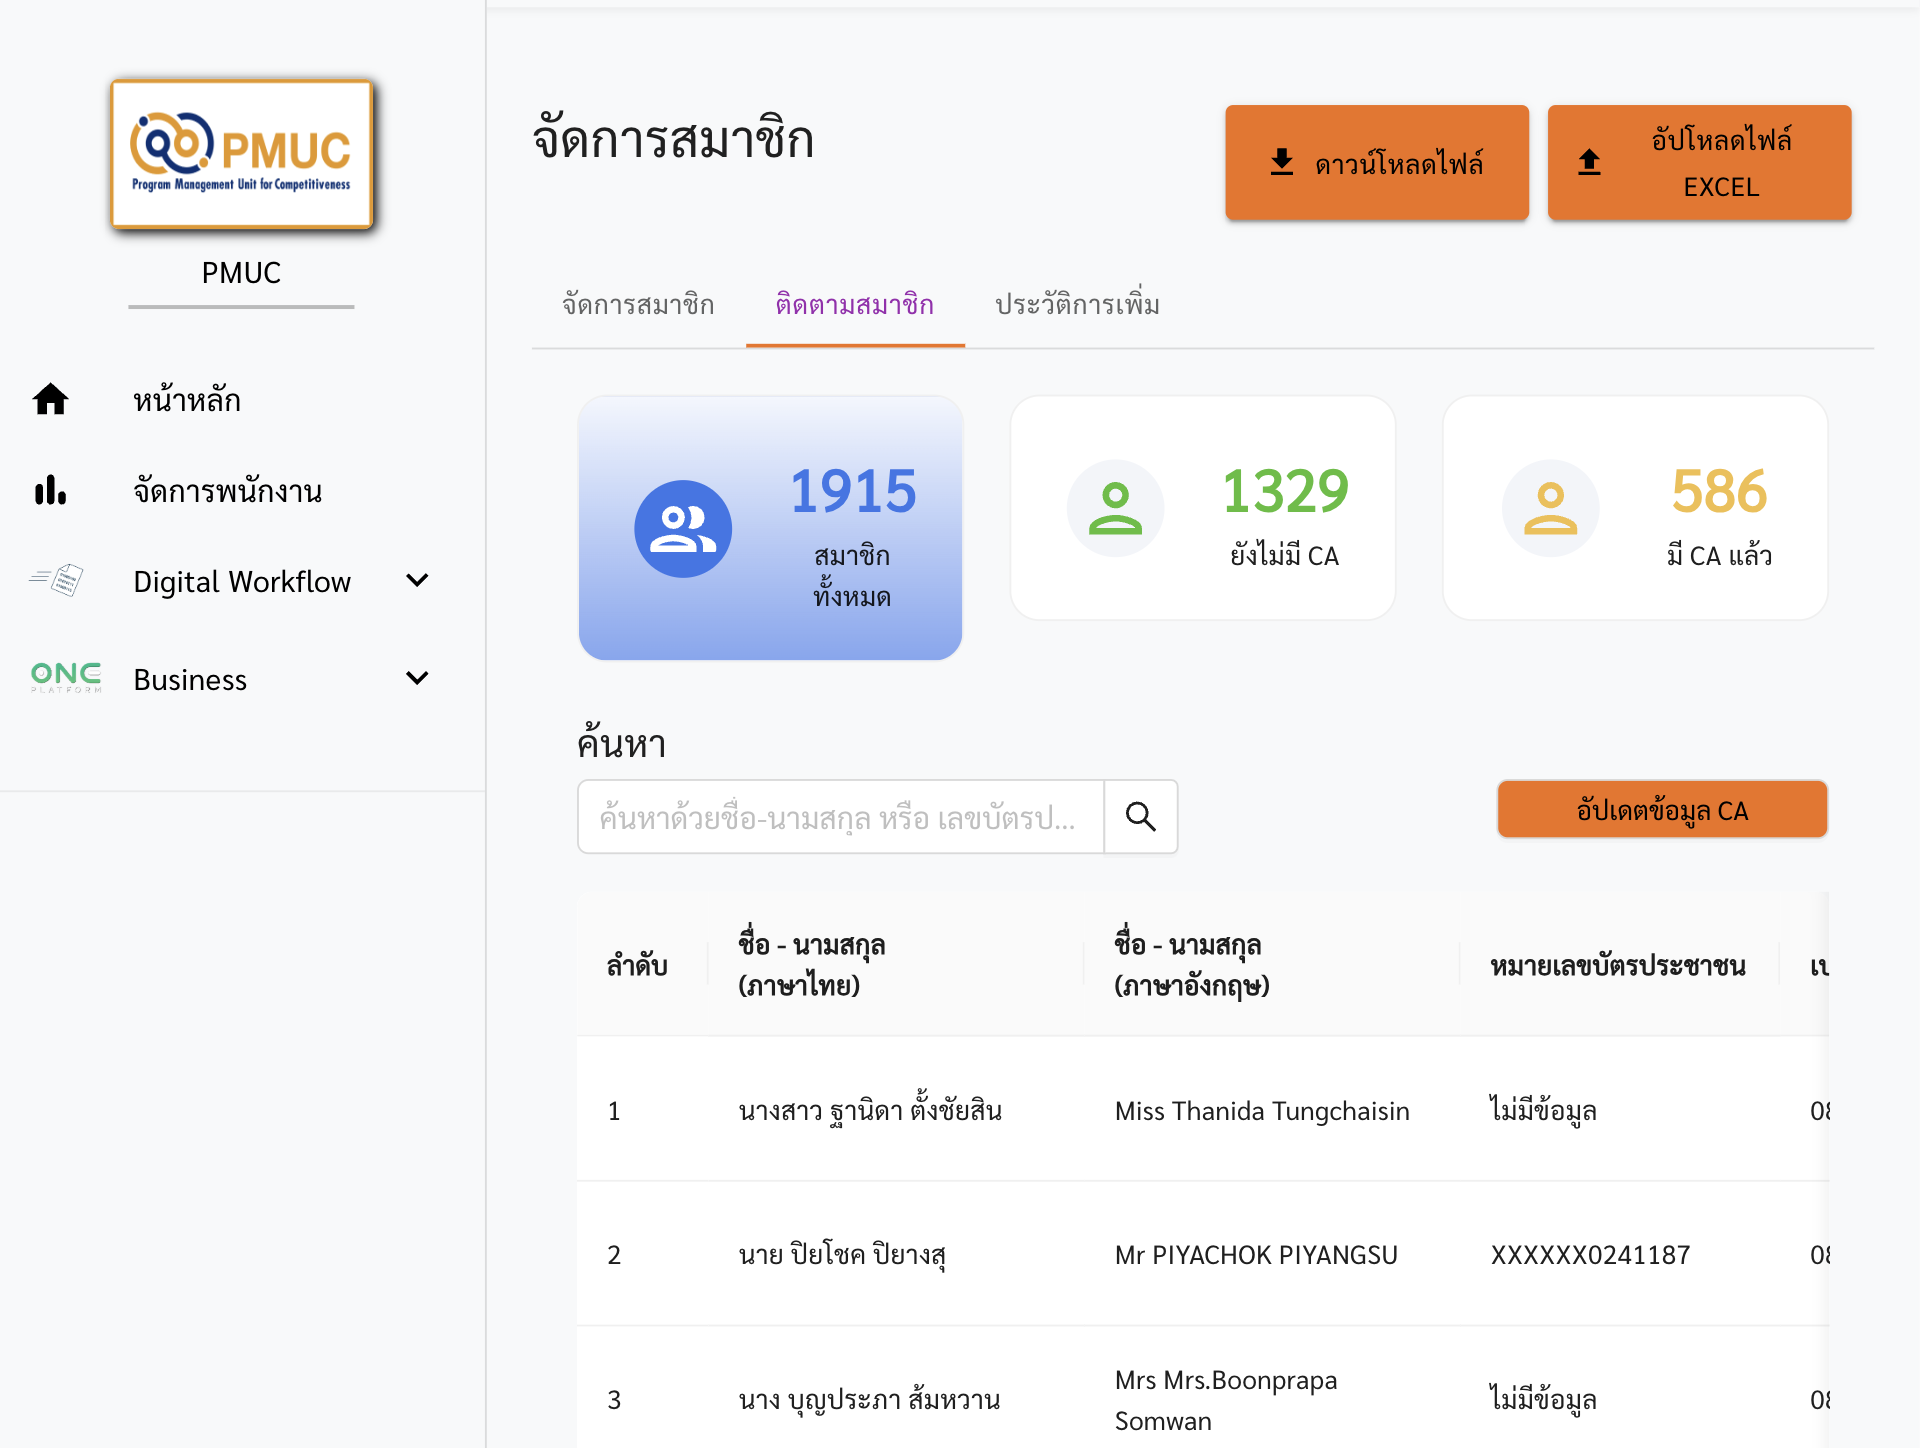 PMUC
Program Management Unit for Competitiveness
PMUC
หน้าหลัก
จัดการพนักงาน
Digital Workflow
ONE
PLATFORM
Business
จัดการสมาชิก
ดาวน์โหลดไฟล์
อัปโหลดไฟล์
EXCEL
จัดการสมาชิก
ติดตามสมาชิก
ประวัติการเพิ่ม
1915
สมาชิก
ทั้งหมด
1329
ยังไม่มี CA
586
มี CA แล้ว
ค้นหา
ค้นหาด้วยชื่อ-นามสกุล หรือ เลขบัตรป...
อัปเดตข้อมูล CA
ลำดับ
ชื่อ - นามสกุล
(ภาษาไทย)
ชื่อ - นามสกุล
(ภาษาอังกฤษ)
หมายเลขบัตรประชาชน
1
นางสาว ฐานิดา ตั้งชัยสิน
Miss Thanida Tungchaisin
ไม่มีข้อมูล
08
2
นาย ปิยโชค ปิยางสุ
Mr PIYACHOK PIYANGSU
XXXXXX0241187
08
3
นาง บุญประภา ส้มหวาน
Mrs Mrs.Boonprapa
Somwan
ไม่มีข้อมูล
08